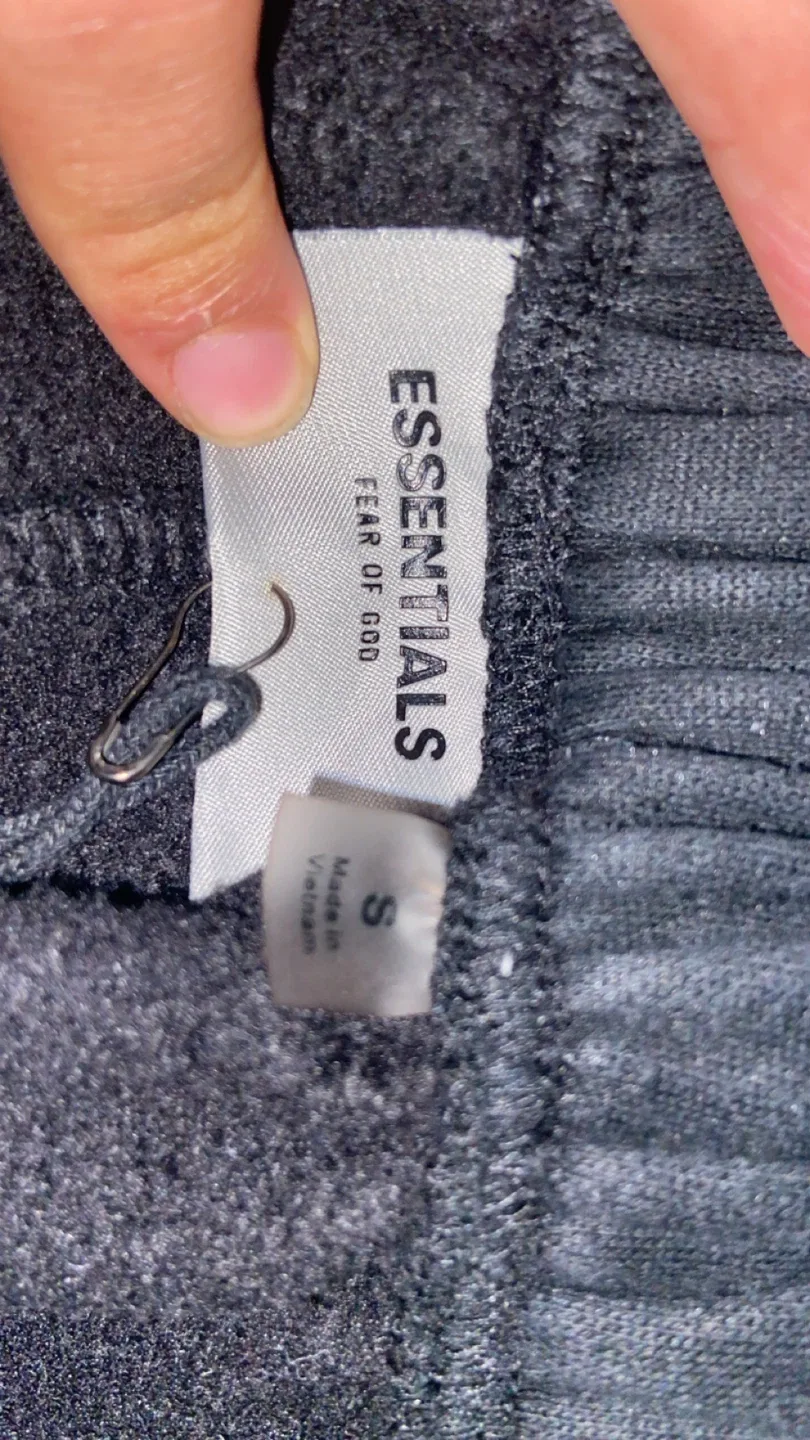 ESSENTIALS
FEAR OF GOD
S
Made in
Vietnam